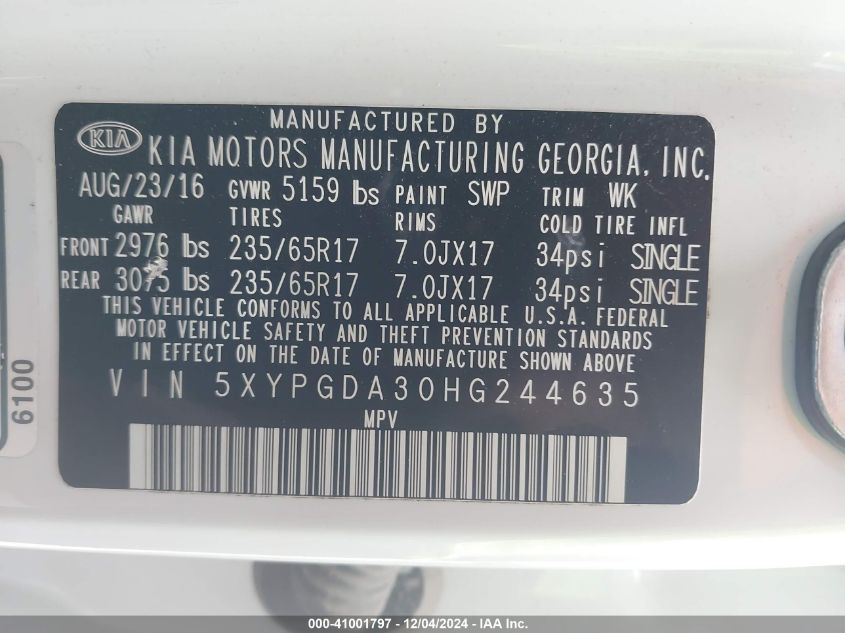 MANUFACTURED BY
KIA KIA MOTORS MANUFACTURING GEORGIA, INC.
AUG/23/16 GVWR 5159 lbs PAINT SWP TRIM WK
GAWR TIRES RIMS COLD TIRE INFL
FRONT 2976 lbs 235/65R17 7.0JX17 34psi SINGLE
REAR 3075 lbs 235/65R17 7.0JX17 34psi SINGLE
THIS VEHICLE CONFORMS TO ALL APPLICABLE U.S.A. FEDERAL
MOTOR VEHICLE SAFETY AND THEFT PREVENTION STANDARDS
IN EFFECT ON THE DATE OF MANUFACTURE SHOWN ABOVE
VIN 5XYPGDA30HG244635
MPV
6100
000-41001797 - 12/04/2024 - IAA Inc.